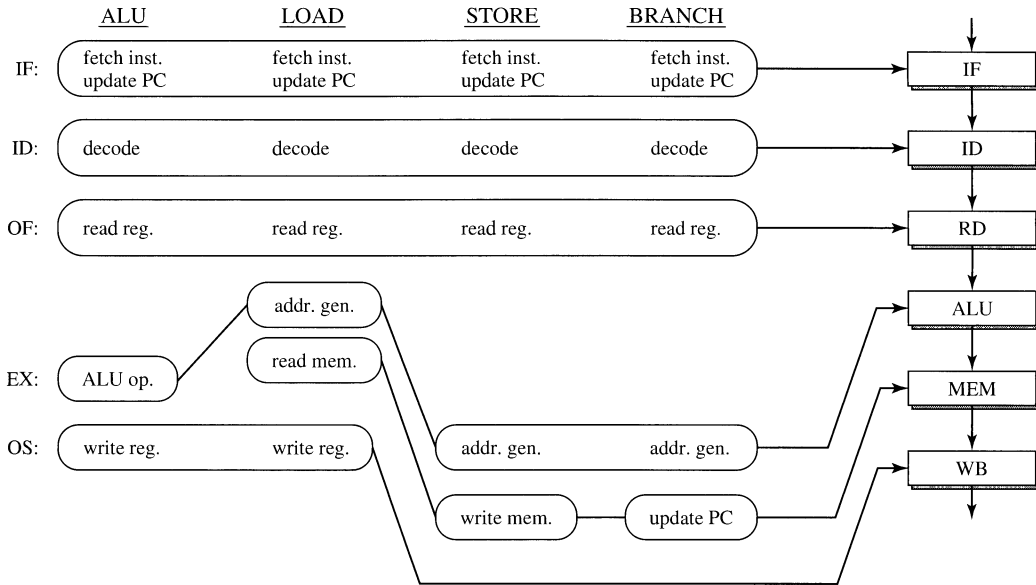 ALU LOAD STORE BRANCH
IF: fetch inst. fetch inst. fetch inst. fetch inst. IF
update PC update PC update PC update PC
ID: decode decode decode decode ID
OF: read reg. read reg. read reg. read reg. RD
addr. gen. ALU
read mem.
EX: ALU op. MEM
OS: write reg. write reg. addr. gen. addr. gen. WB
write mem. update PC